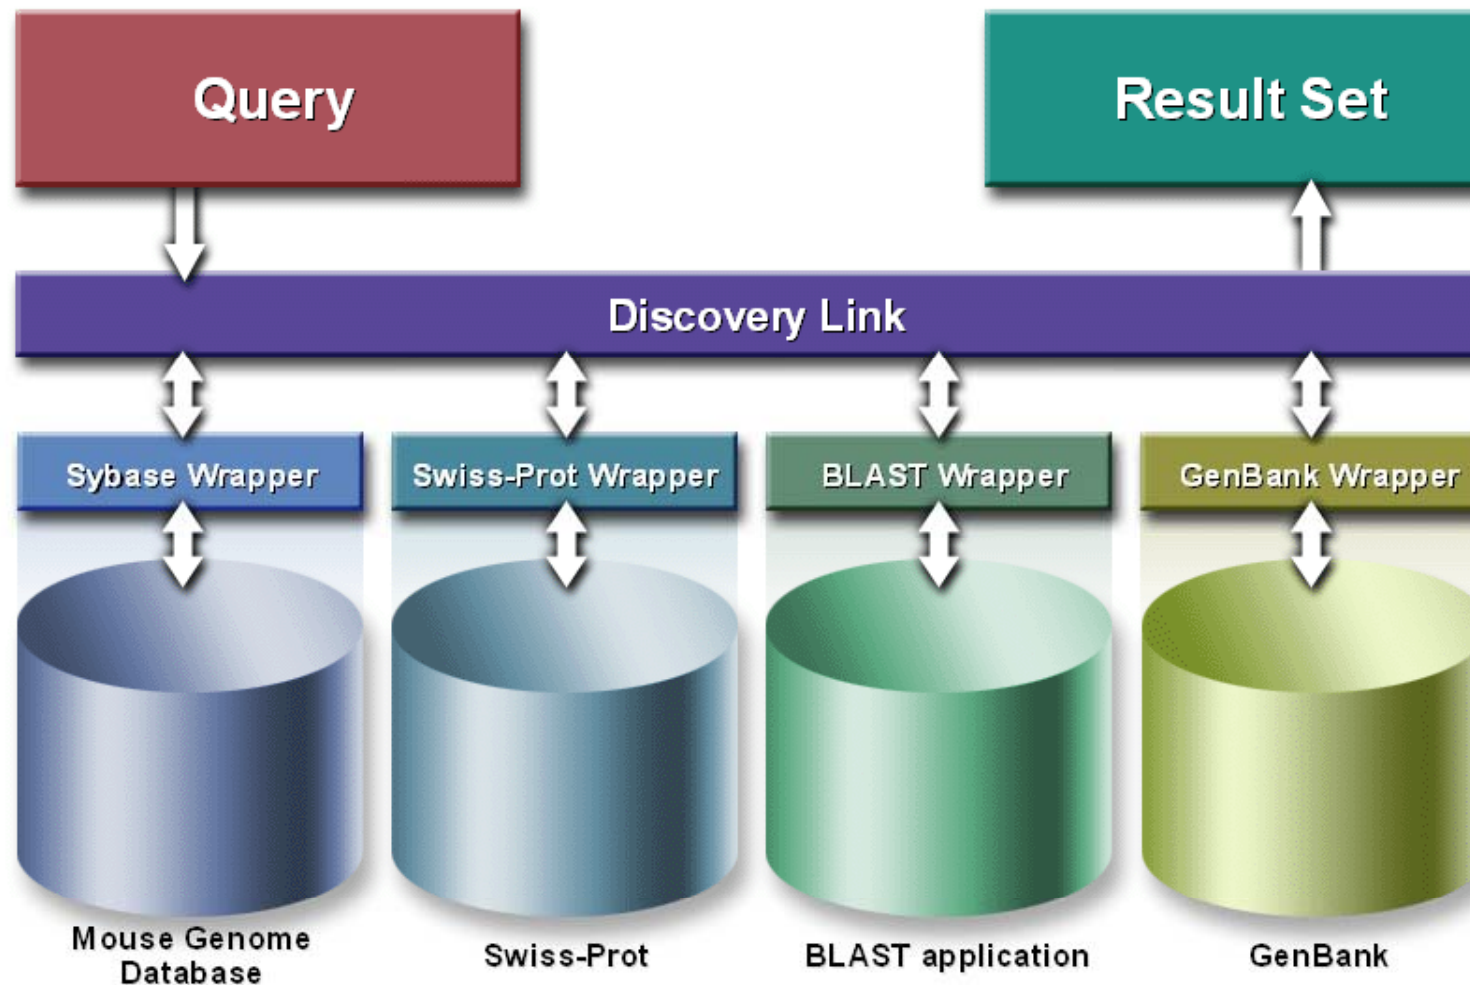 Query
Result Set
Discovery Link
Sybase Wrapper
Swiss-Prot Wrapper
BLAST Wrapper
GenBank Wrapper
Mouse Genome
Database
Swiss-Prot
BLAST application
GenBank